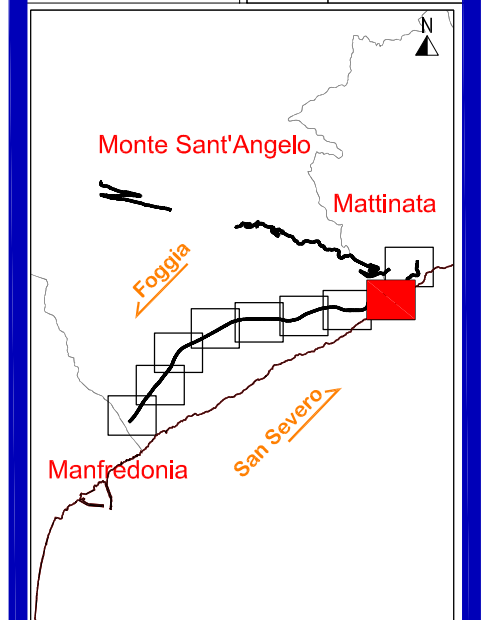 N
Monte Sant'Angelo
Mattinata
Foggia
San Severo
Manfredonia